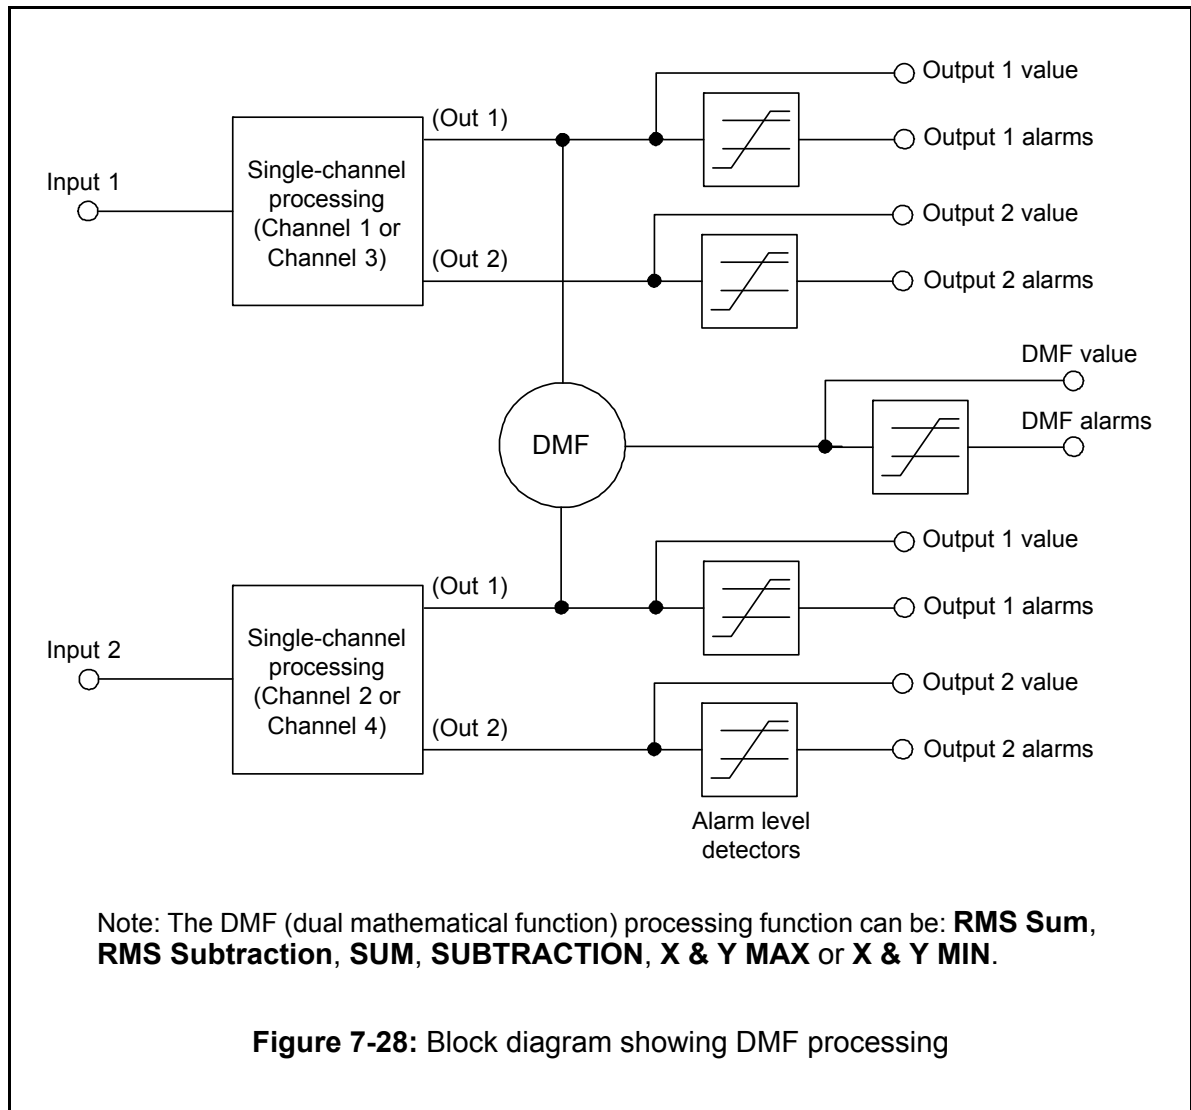 Output 1 value
(Out 1)
Output 1 alarms
Input 1
Single-channel
processing
(Channel 1 or
Channel 3)
Output 2 value
(Out 2)
Output 2 alarms
DMF value
DMF
DMF alarms
Output 1 value
(Out 1)
Output 1 alarms
Input 2
Single-channel
processing
(Channel 2 or
Channel 4)
Output 2 value
(Out 2)
Output 2 alarms
Alarm level
detectors
Note: The DMF (dual mathematical function) processing function can be: RMS Sum,
RMS Subtraction, SUM, SUBTRACTION, X & Y MAX or X & Y MIN.
Figure 7-28: Block diagram showing DMF processing